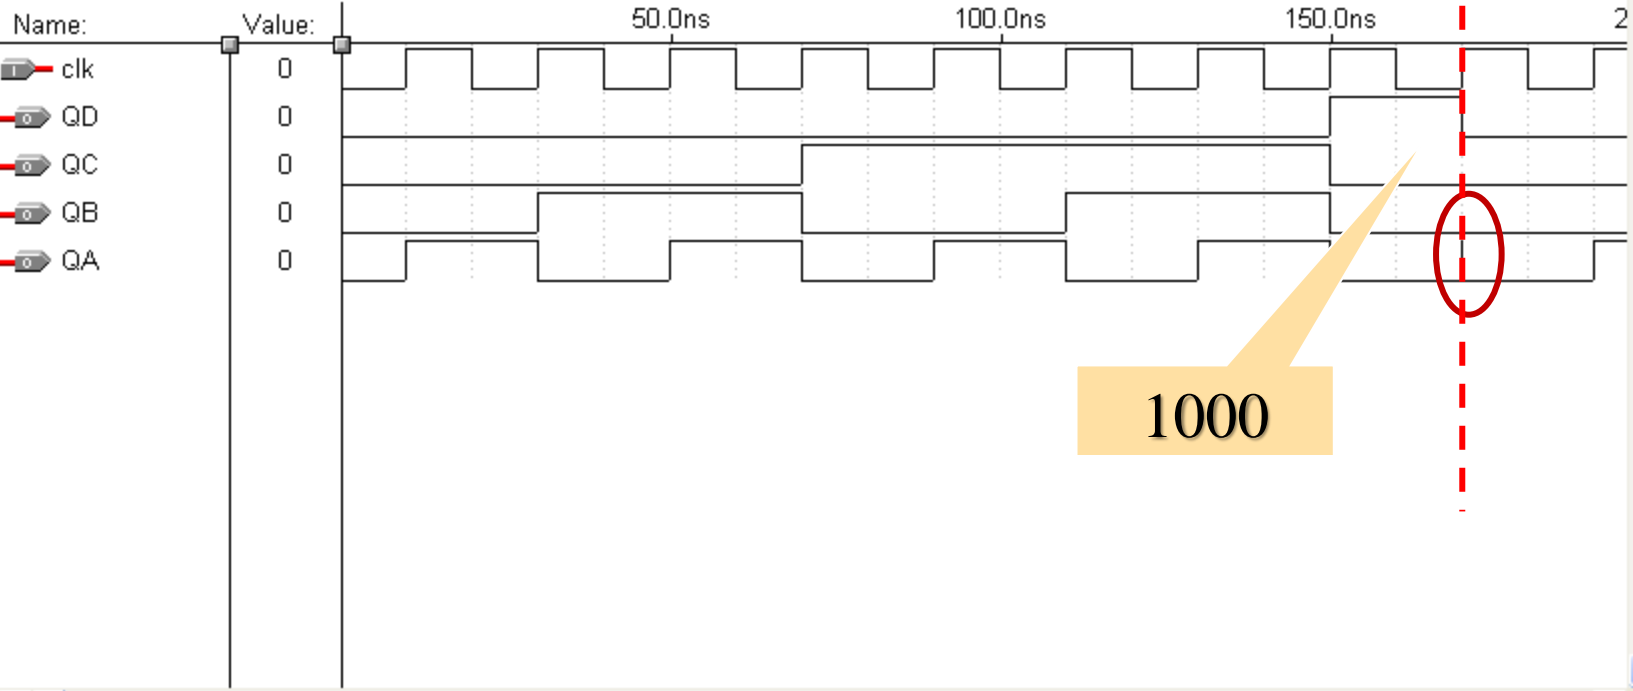 Name: Value: 50.0ns 100.0ns 150.0ns 2
I clk 0
O QD 0
O QC 0
O QB 0
O QA 0
1000